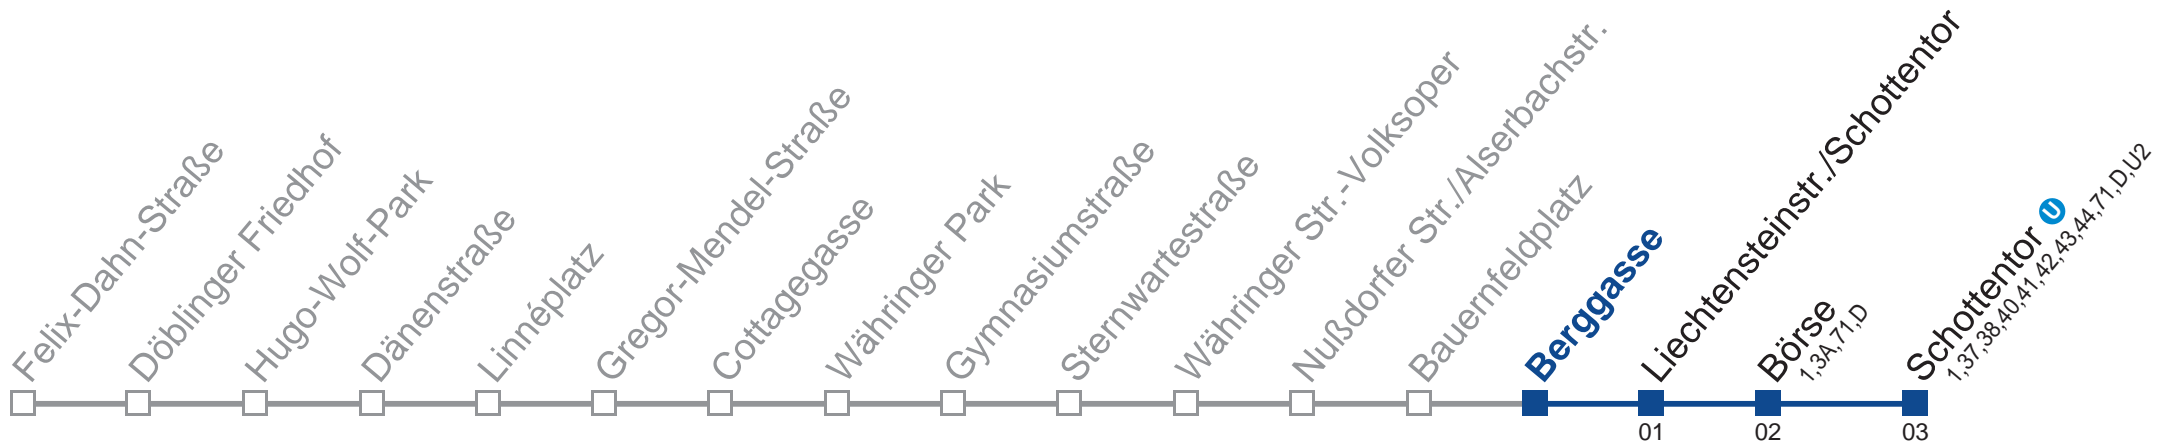 Felix-Dahn-Straße
Döblinger Friedhof
Hugo-Wolf-Park
Dänenstraße
Linnéplatz
Gregor-Mendel-Straße
Cottagegasse
Währinger Park
Gymnasiumstraße
Sternwartestraße
Währinger Str.-Volksoper
Nußdorfer Str./Alserbachstr.
Bauernfeldplatz
Berggasse
Liechtensteinstr./Schottentor
Börse
1,3A,71,D
Schottentor U
1,37,38,40,41,42,43,44,71,D,U2
01
02
03